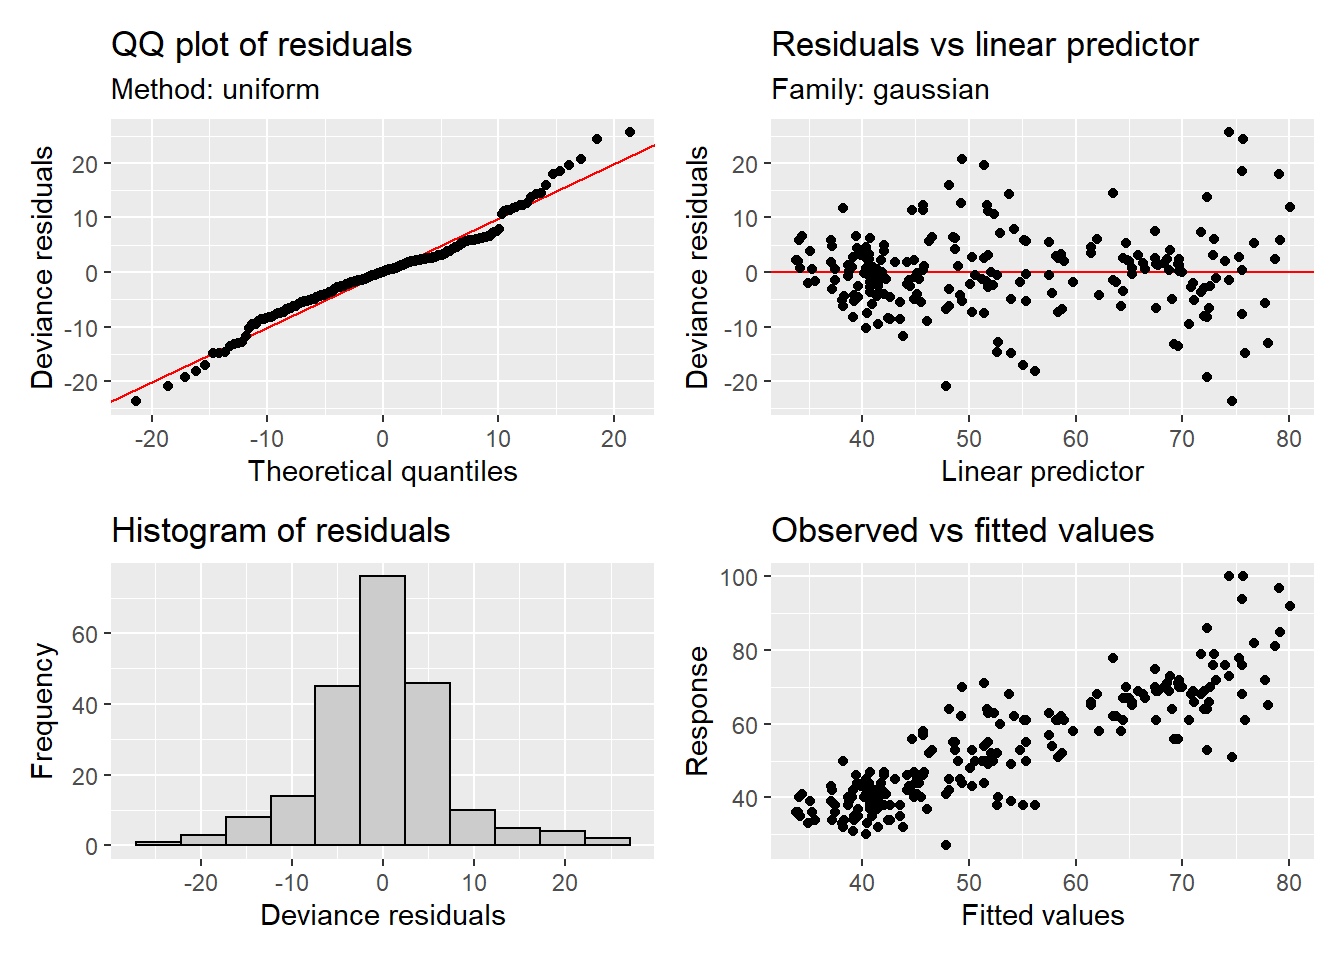 QQ plot of residuals
Method: uniform
Deviance residuals
20
10
0
-10
-20
-20
-10
0
10
20
Theoretical quantiles
Residuals vs linear predictor
Family: gaussian
Deviance residuals
20
10
0
-10
-20
40
50
60
70
80
Linear predictor
Histogram of residuals
Frequency
60
40
20
0
-20
-10
0
10
20
Deviance residuals
Observed vs fitted values
Response
100
80
60
40
40
50
60
70
80
Fitted values